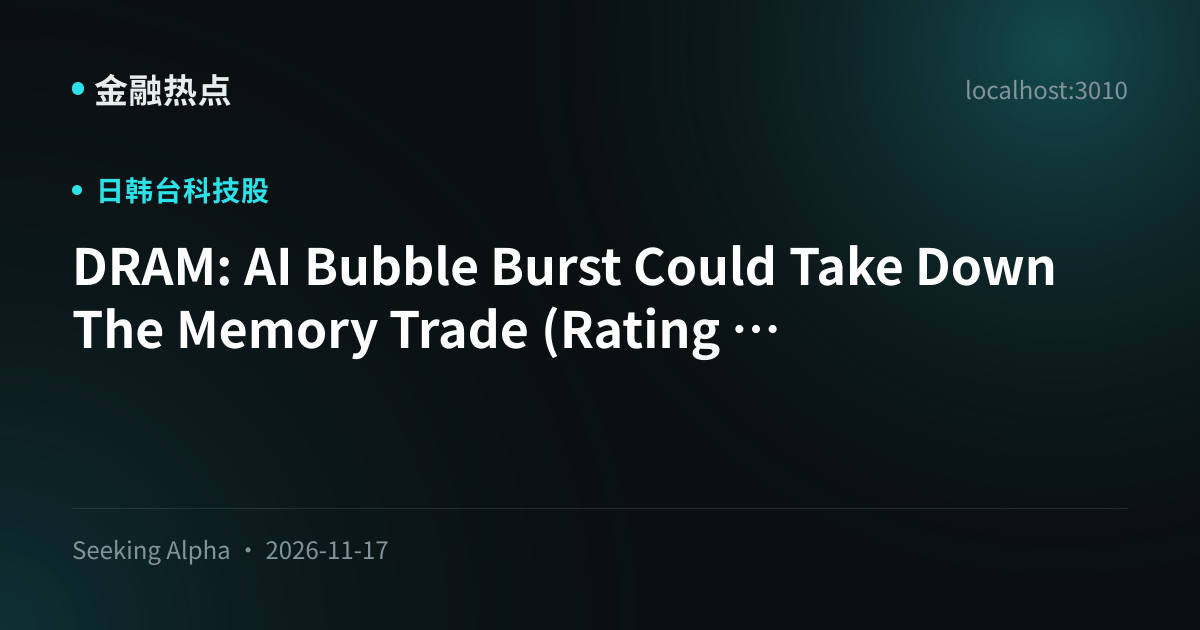 金融热点
localhost:3010
日韩台科技股
DRAM: AI Bubble Burst Could Take Down
The Memory Trade (Rating …
Seeking Alpha · 2026-11-17